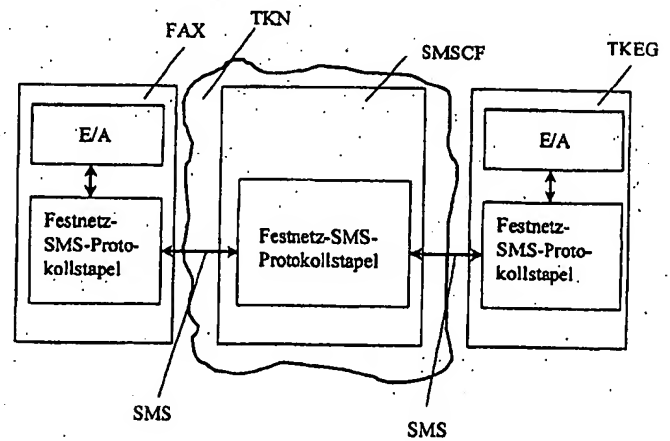 FAX
TKN
SMSCF
TKEG
E/A
E/A
Festnetz-
SMS-Proto-
kollstapel
Festnetz-SMS-
Protokollstapel
Festnetz-
SMS-Proto-
kollstapel
SMS
SMS